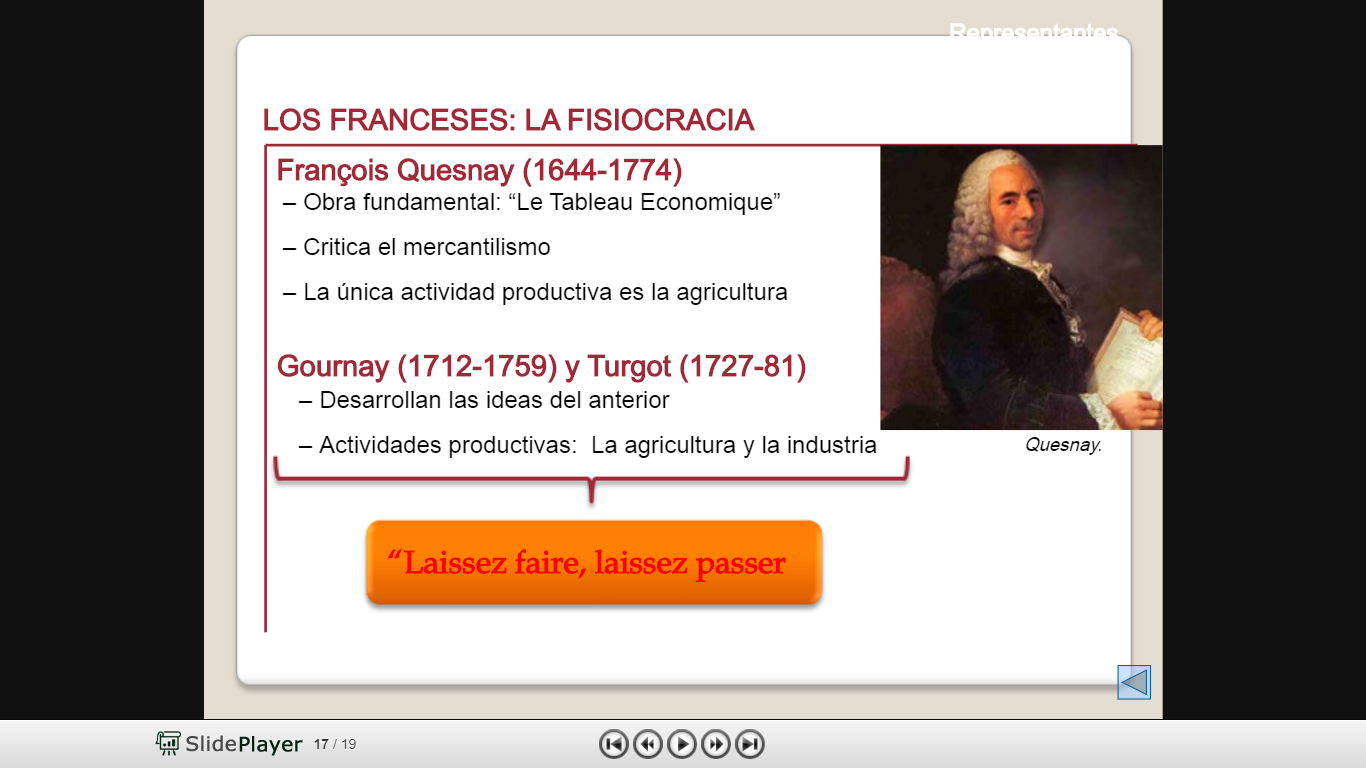 Representantes
LOS FRANCESES: LA FISIOCRACIA
François Quesnay (1644-1774)
– Obra fundamental: “Le Tableau Economique”
– Critica el mercantilismo
– La única actividad productiva es la agricultura
Gournay (1712-1759) y Turgot (1727-81)
– Desarrollan las ideas del anterior
– Actividades productivas:  La agricultura y la industria
Quesnay.
“Laissez faire, laissez passer
SlidePlayer 17 / 19